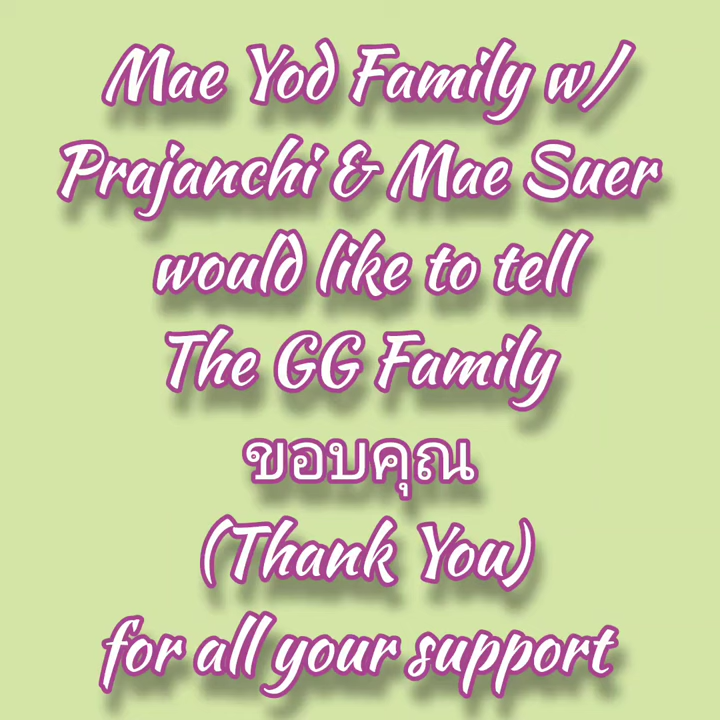 Mae Yod Family w/
Prajanchi & Mae Suer
would like to tell
The GG Family
ขอบคุณ
(Thank You)
for all your support